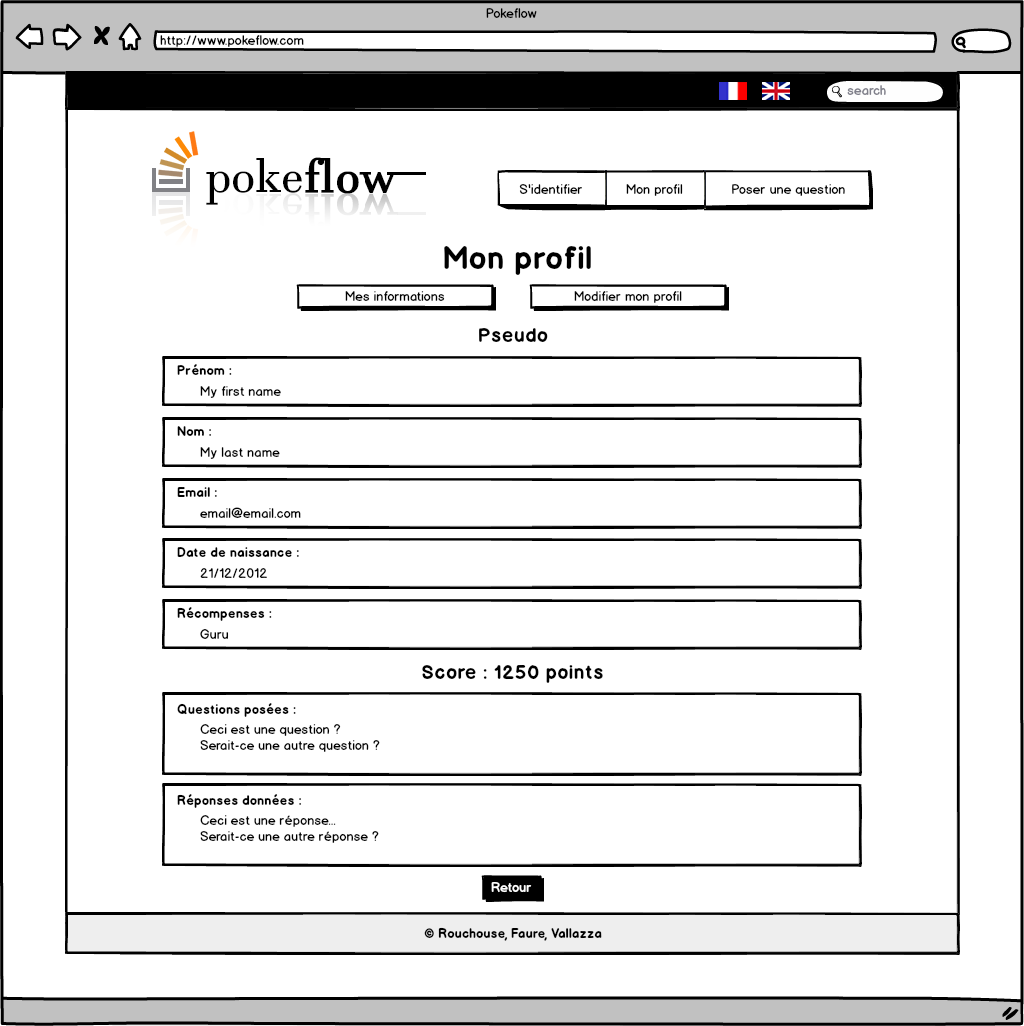 Pokeflow
http://www.pokeflow.com
search
pokeflow
S'identifier
Mon profil
Poser une question
Mon profil
Mes informations
Modifier mon profil
Pseudo
Prénom :
My first name
Nom :
My last name
Email :
email@email.com
Date de naissance :
21/12/2012
Récompenses :
Guru
Score : 1250 points
Questions posées :
Ceci est une question ?
Serait-ce une autre question ?
Réponses données :
Ceci est une réponse...
Serait-ce une autre réponse ?
Retour
© Rouchouse, Faure, Vallazza